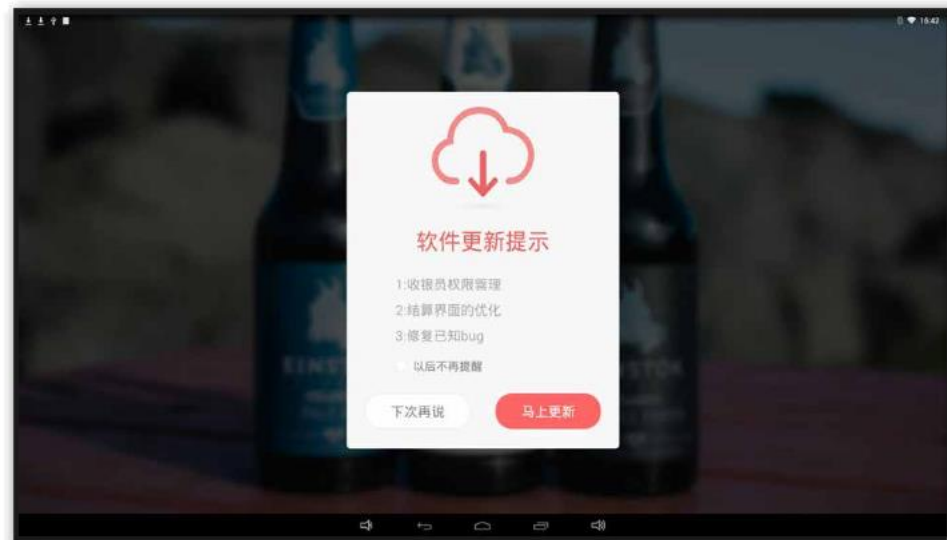 16:42
软件更新提示
1:收银员权限管理
2:结算界面的优化
3:修复已知bug
以后不再提醒
下次再说
马上更新